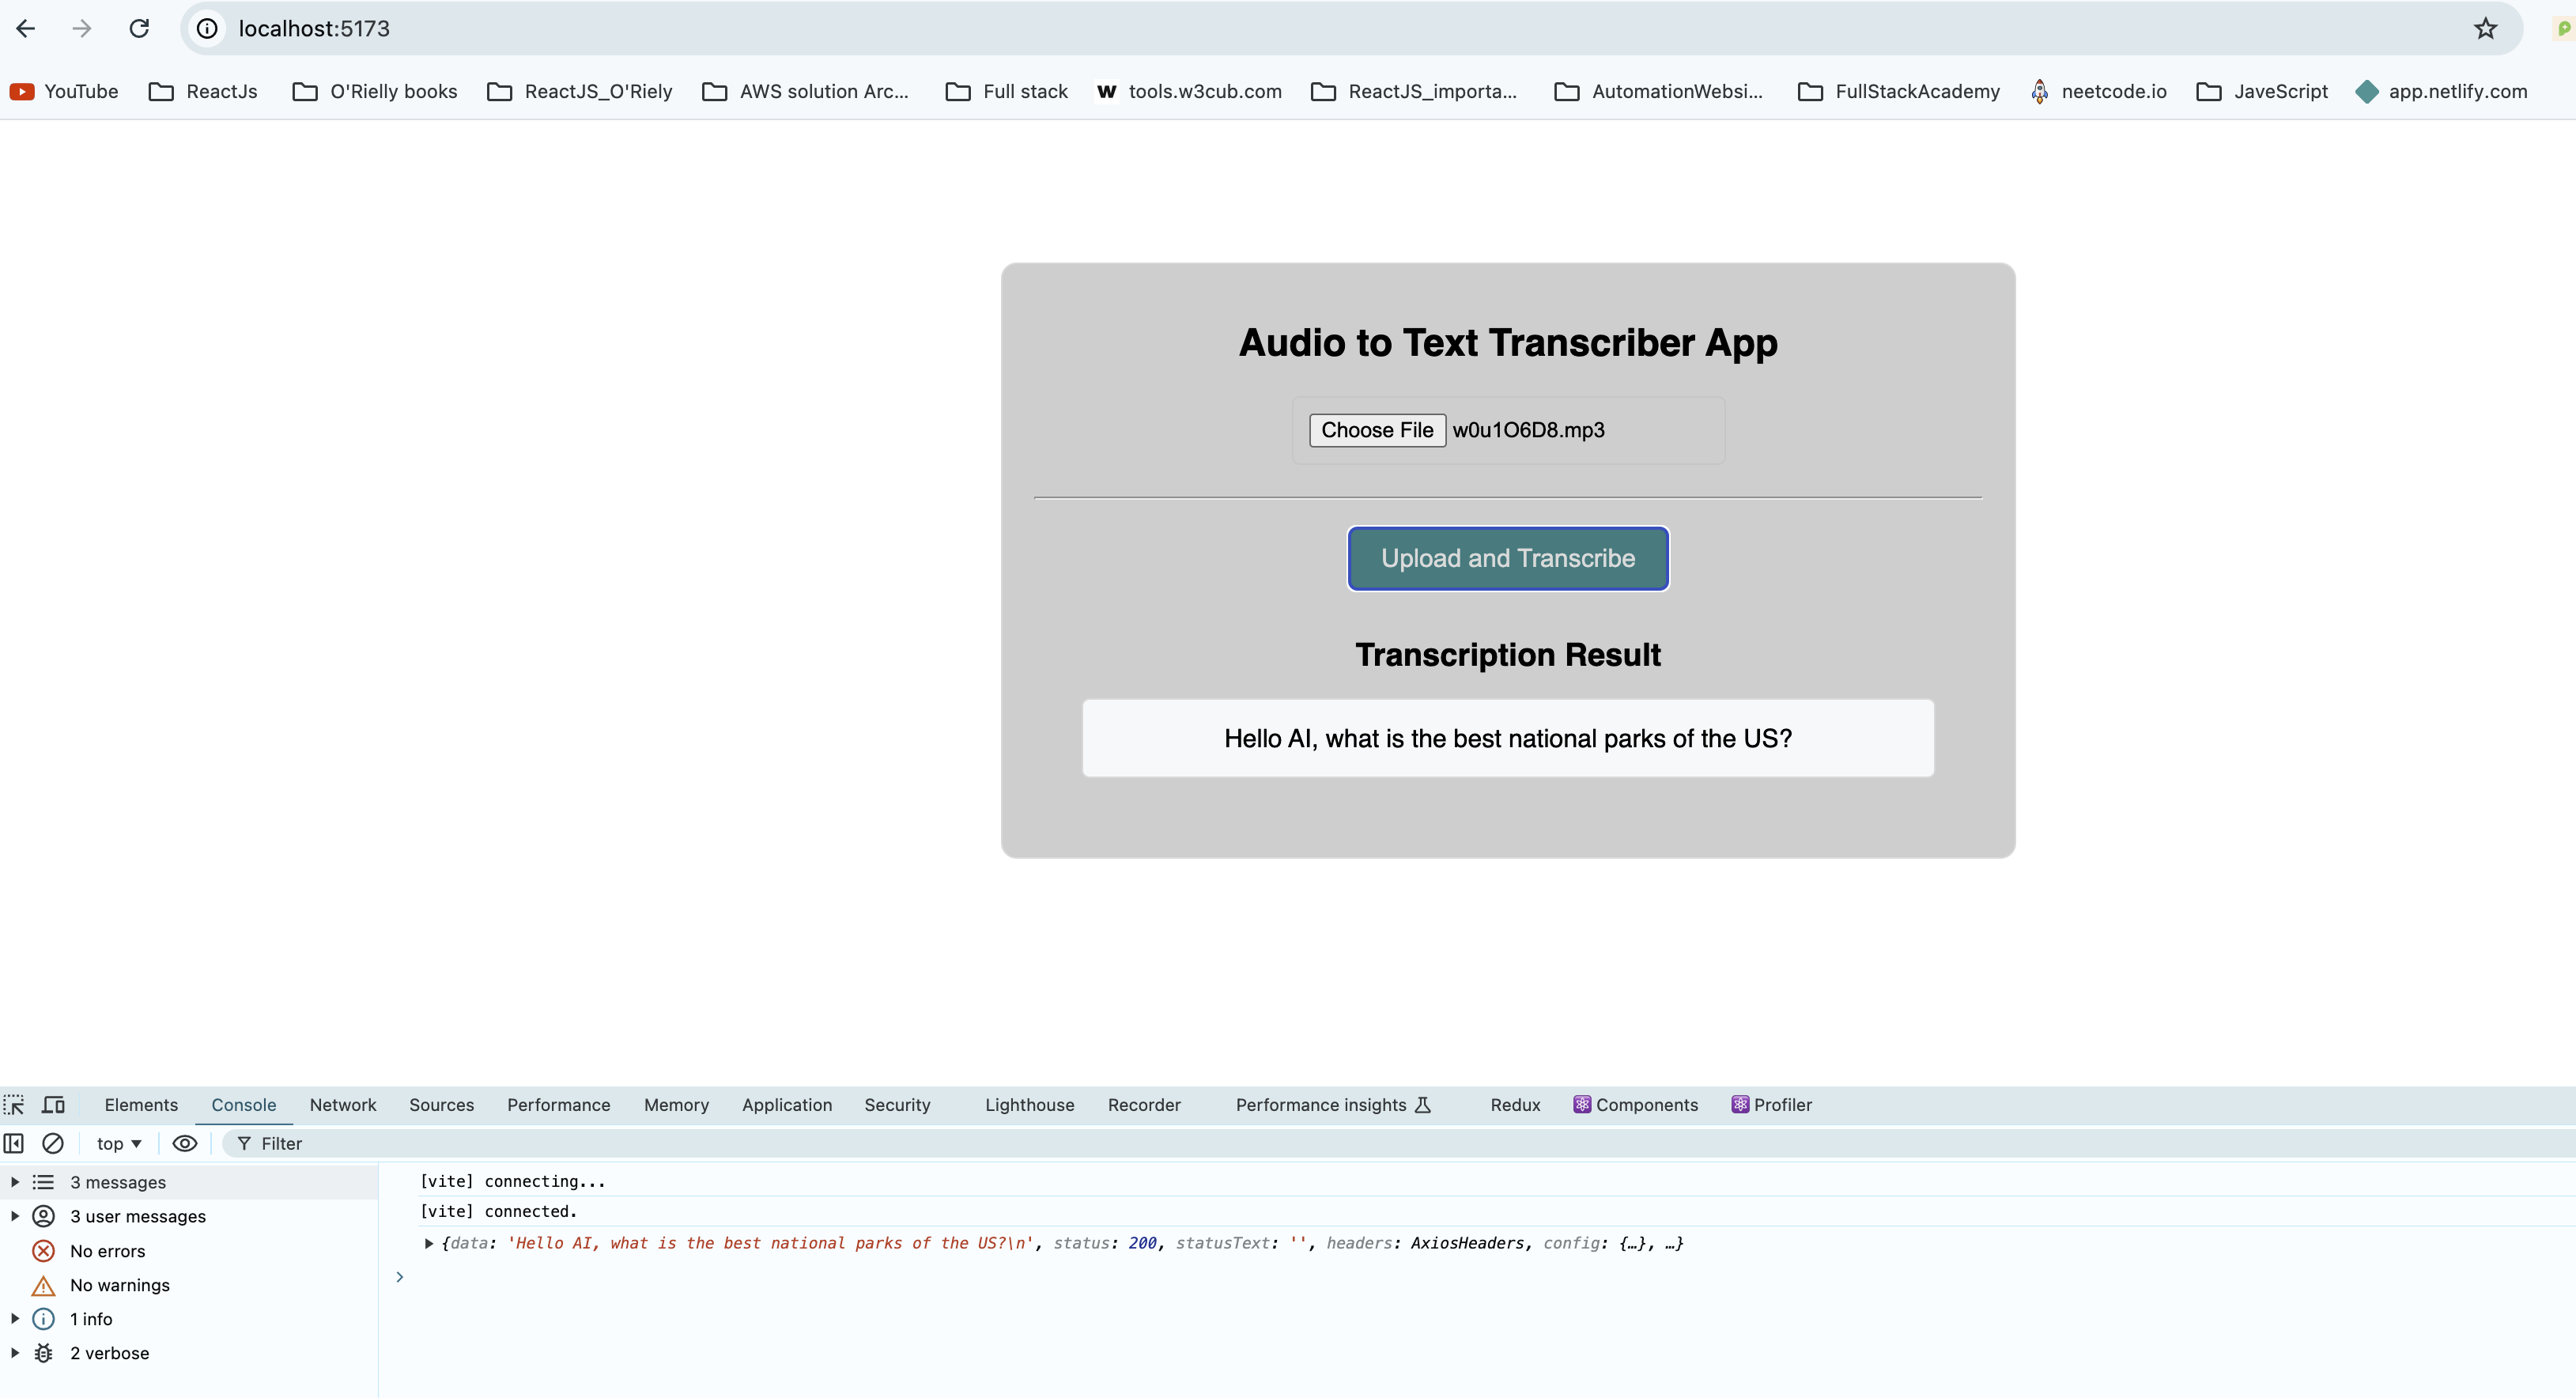 localhost:5173
YouTube ReactJs O'Rielly books ReactJS_O'Riely AWS solution Arc... Full stack W tools.w3cub.com ReactJS_importa... AutomationWebsi... FullStackAcademy neetcode.io JaveScript app.netlify.com
Audio to Text Transcriber App
Choose File w0u1O6D8.mp3
Upload and Transcribe
Transcription Result
Hello AI, what is the best national parks of the US?
Elements Console Network Sources Performance Memory Application Security Lighthouse Recorder Performance insights Redux Components Profiler
top Filter
3 messages
3 user messages
No errors
No warnings
1 info
2 verbose
[vite] connecting...
[vite] connected.
{data: 'Hello AI, what is the best national parks of the US?\n', status: 200, statusText: '', headers: AxiosHeaders, config: {…}, …}